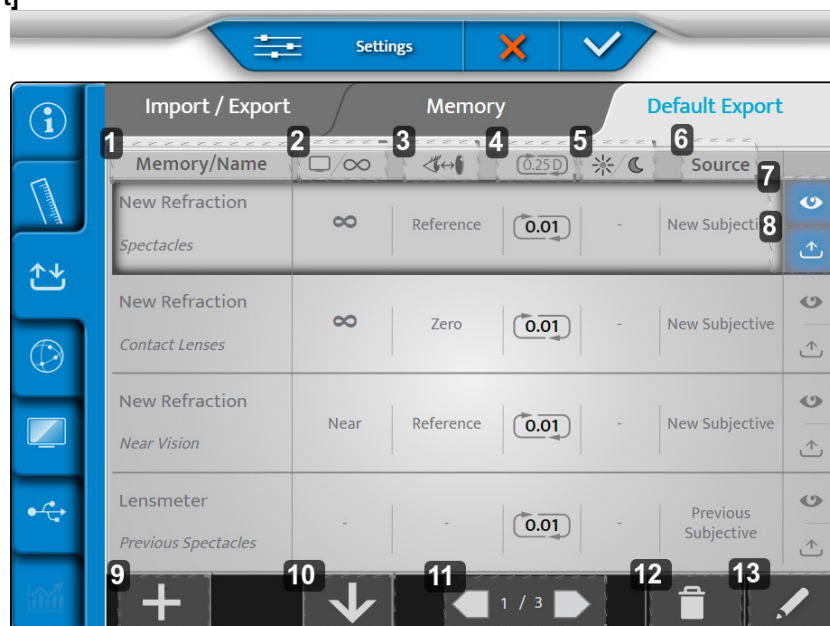 t]
Settings
Import / Export Memory Default Export
1 2 3 4 5 6
Memory/Name 0.25 D Source
7
New Refraction
Spectacles
∞ Reference 0.01 - New Subjecti
8
New Refraction
Contact Lenses
∞ Zero 0.01 - New Subjective
New Refraction
Near Vision
Near Reference 0.01 - New Subjective
Lensmeter
Previous Spectacles
- - 0.01 - Previous
Subjective
9 10 11 12 13
1 / 3